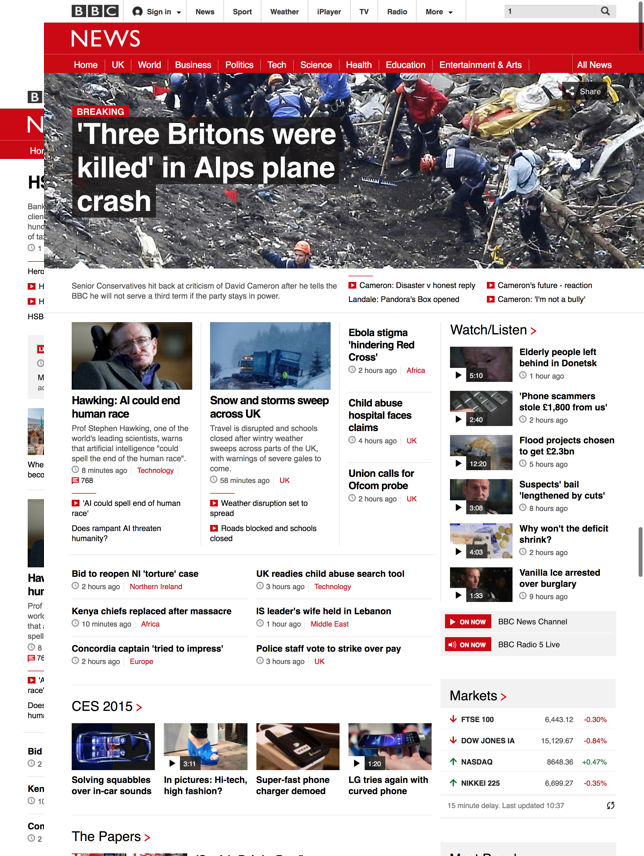 BBC
Sign in
News
Sport
Weather
iPlayer
TV
Radio
More
1
NEWS
Home
UK
World
Business
Politics
Tech
Science
Health
Education
Entertainment & Arts
All News
Share
BREAKING
'Three Britons were
killed' in Alps plane
crash
Senior Conservatives hit back at criticism of David Cameron after he tells the
BBC he will not serve a third term if the party stays in power.
Cameron: Disaster v honest reply
Landale: Pandora's Box opened
Cameron's future - reaction
Cameron: 'I'm not a bully'
Hawking: AI could end
human race
Prof Stephen Hawking, one of the
world's leading scientists, warns
that artificial intelligence "could
spell the end of the human race".
8 minutes ago
Technology
768
'AI could spell end of human
race'
Does rampant AI threaten
humanity?
Snow and storms sweep
across UK
Travel is disrupted and schools
closed after wintry weather
sweeps across parts of the UK,
with warnings of severe gales to
come.
58 minutes ago
UK
Weather disruption set to
spread
Roads blocked and schools
closed
Ebola stigma
'hindering Red
Cross'
2 hours ago
Africa
Child abuse
hospital faces
claims
4 hours ago
UK
Union calls for
Ofcom probe
2 hours ago
UK
Watch/Listen
5:10
Elderly people left
behind in Donetsk
1 hour ago
2:40
'Phone scammers
stole £1,800 from us'
2 hours ago
12:20
Flood projects chosen
to get £2.3bn
5 hours ago
3:08
Suspects' bail
'lengthened by cuts'
8 hours ago
4:03
Why won't the deficit
shrink?
2 hours ago
1:33
Vanilla Ice arrested
over burglary
9 hours ago
ON NOW
BBC News Channel
ON NOW
BBC Radio 5 Live
Bid to reopen NI 'torture' case
2 hours ago
Northern Ireland
UK readies child abuse search tool
3 hours ago
Technology
Kenya chiefs replaced after massacre
10 minutes ago
Africa
IS leader's wife held in Lebanon
1 hour ago
Middle East
Concordia captain 'tried to impress'
2 hours ago
Europe
Police staff vote to strike over pay
3 hours ago
UK
CES 2015
Solving squabbles
over in-car sounds
3:11
In pictures: Hi-tech,
high fashion?
Super-fast phone
charger demoed
1:20
LG tries again with
curved phone
Markets
FTSE 100 6,443.12 -0.30%
DOW JONES IA 15,129.67 -0.84%
NASDAQ 8648.36 +0.47%
NIKKEI 225 6,699.27 -0.35%
15 minute delay. Last updated 10:37
The Papers